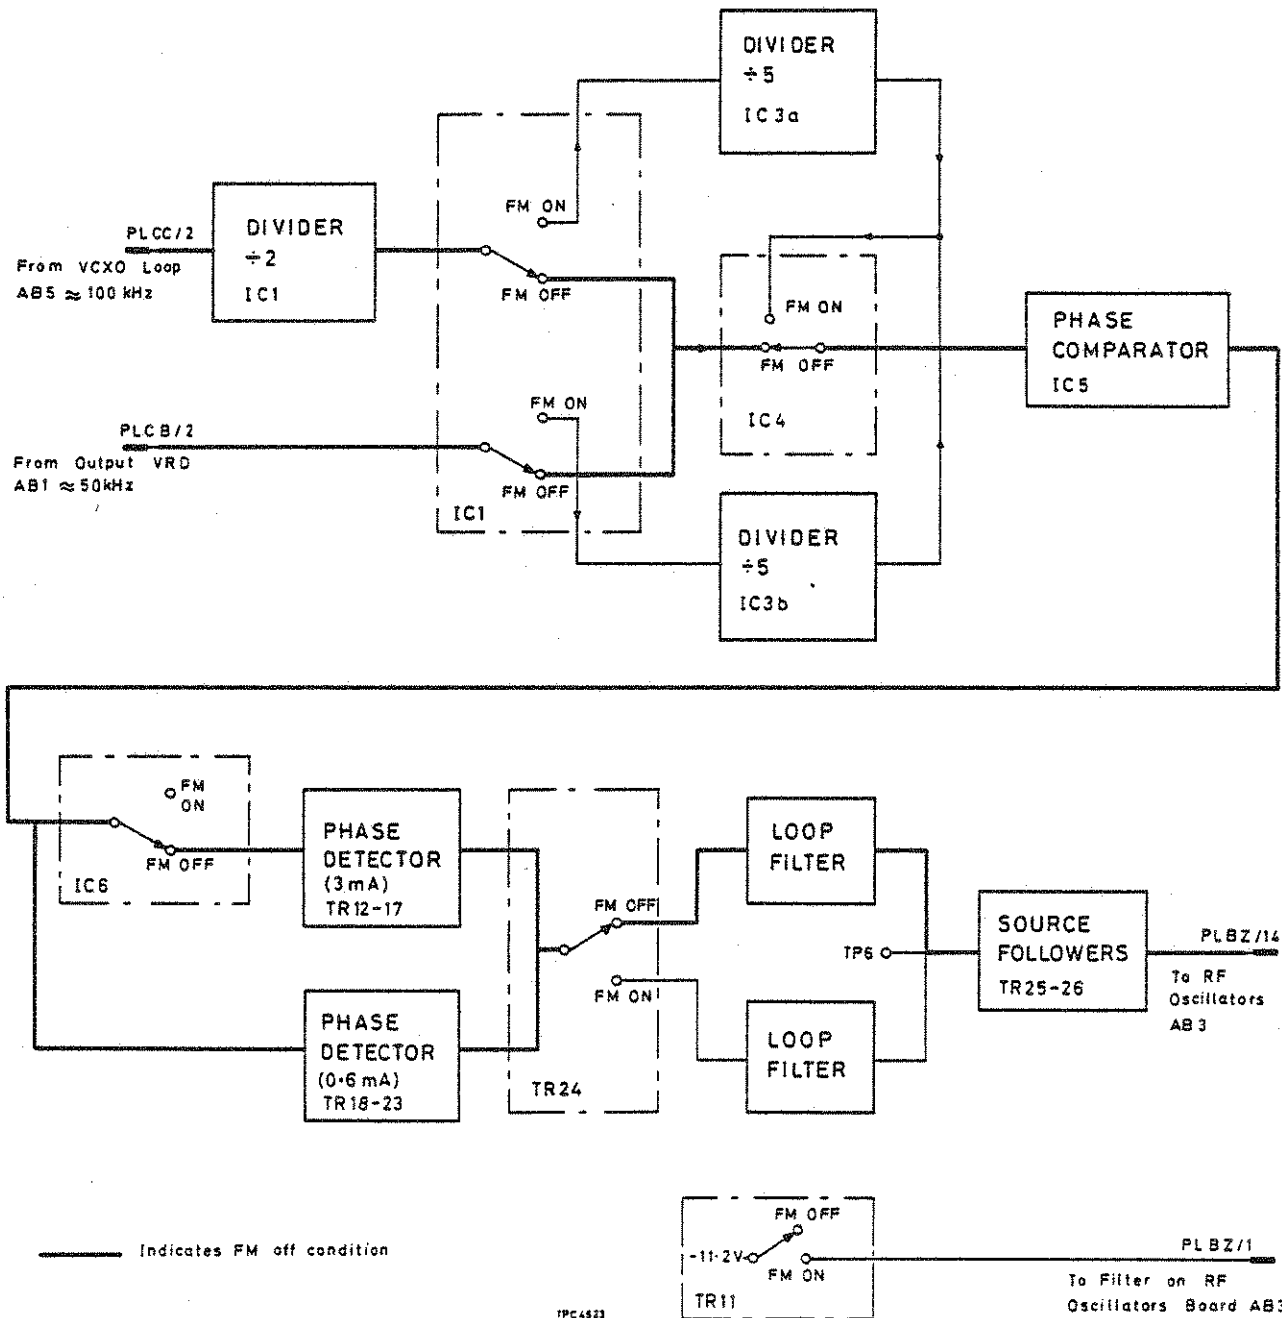 DIVIDER
÷5
IC3a
FM ON
PLCC/2
DIVIDER
÷2
IC1
From VCXO Loop
AB5 ≈ 100 kHz
FM OFF
FM ON
FM OFF
IC4
PHASE
COMPARATOR
IC5
FM ON
PLCB/2
From Output VRD
AB1 ≈ 50kHz
FM OFF
IC1
DIVIDER
÷5
IC3b
FM
ON
FM OFF
IC6
PHASE
DETECTOR
(3mA)
TR12-17
FM OFF
FM ON
TR24
LOOP
FILTER
TP6
SOURCE
FOLLOWERS
TR25-26
PLBZ/14
To RF
Oscillators
AB3
PHASE
DETECTOR
(0·6mA)
TR18-23
LOOP
FILTER
Indicates FM off condition
FM OFF
-11·2V
FM ON
TR11
PLBZ/1
To Filter on RF
Oscillators Board AB3
TPC4523